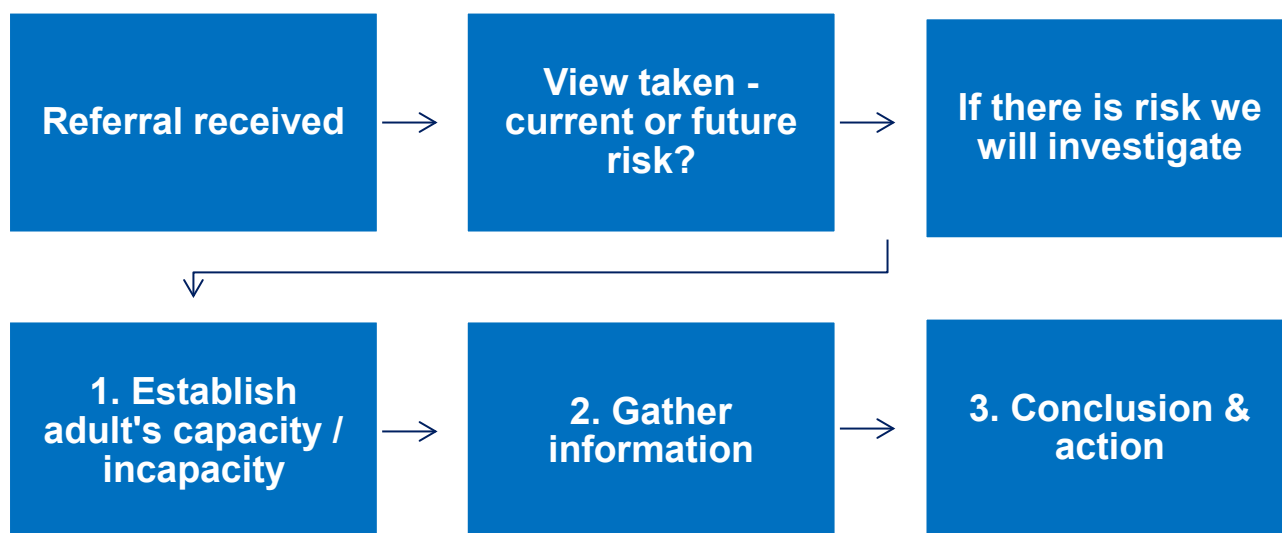 Referral received
View taken -
current or future
risk?
If there is risk we
will investigate
1. Establish
adult's capacity /
incapacity
2. Gather
information
3. Conclusion &
action